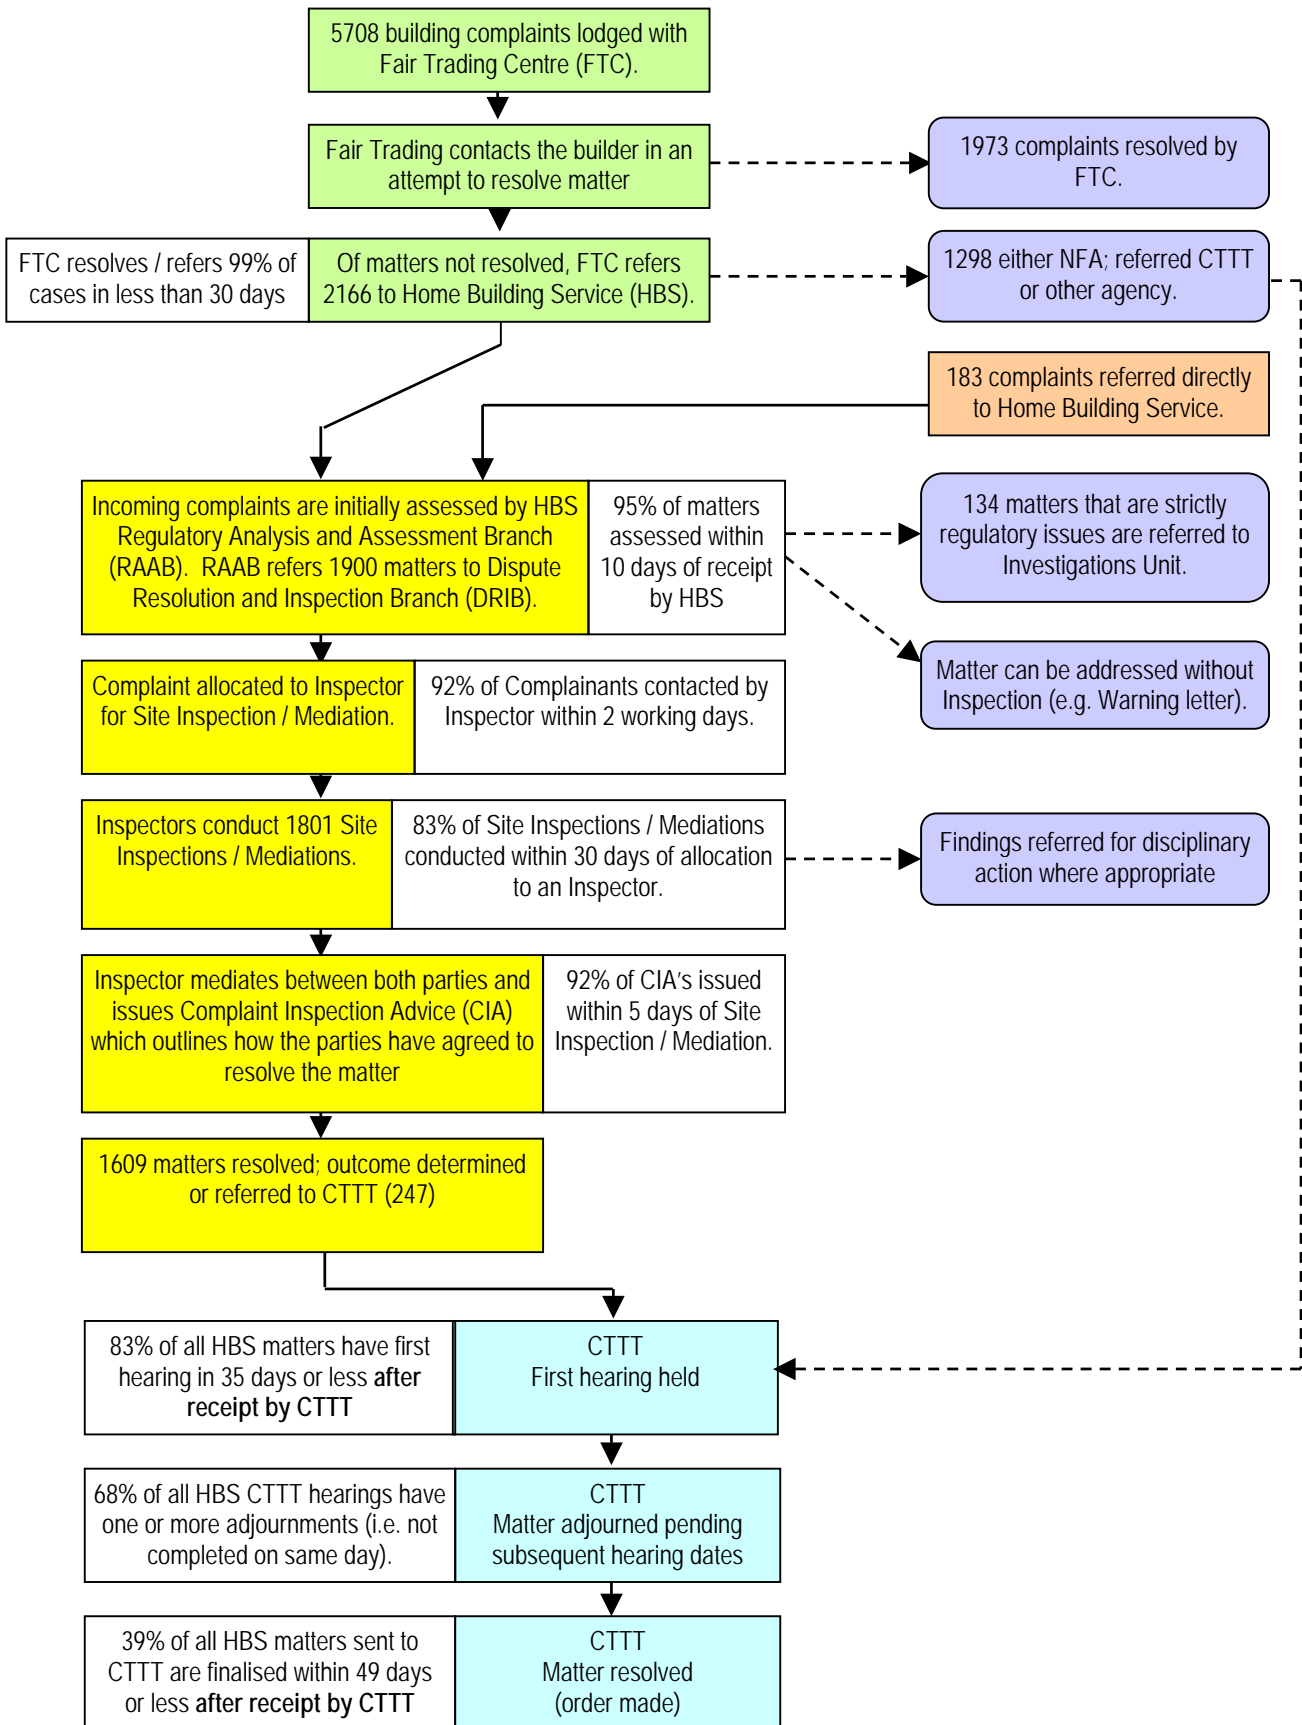 5708 building complaints lodged with
Fair Trading Centre (FTC).
Fair Trading contacts the builder in an
attempt to resolve matter
1973 complaints resolved by
FTC.
FTC resolves / refers 99% of
cases in less than 30 days
Of matters not resolved, FTC refers
2166 to Home Building Service (HBS).
1298 either NFA; referred CTTT
or other agency.
183 complaints referred directly
to Home Building Service.
Incoming complaints are initially assessed by HBS
Regulatory Analysis and Assessment Branch
(RAAB).  RAAB refers 1900 matters to Dispute
Resolution and Inspection Branch (DRIB).
95% of matters
assessed within
10 days of receipt
by HBS
134 matters that are strictly
regulatory issues are referred to
Investigations Unit.
Matter can be addressed without
Inspection (e.g. Warning letter).
Complaint allocated to Inspector
for Site Inspection / Mediation.
92% of Complainants contacted by
Inspector within 2 working days.
Inspectors conduct 1801 Site
Inspections / Mediations.
83% of Site Inspections / Mediations
conducted within 30 days of allocation
to an Inspector.
Findings referred for disciplinary
action where appropriate
Inspector mediates between both parties and
issues Complaint Inspection Advice (CIA)
which outlines how the parties have agreed to
resolve the matter
92% of CIA's issued
within 5 days of Site
Inspection / Mediation.
1609 matters resolved; outcome determined
or referred to CTTT (247)
83% of all HBS matters have first
hearing in 35 days or less after
receipt by CTTT
CTTT
First hearing held
68% of all HBS CTTT hearings have
one or more adjournments (i.e. not
completed on same day).
CTTT
Matter adjourned pending
subsequent hearing dates
39% of all HBS matters sent to
CTTT are finalised within 49 days
or less after receipt by CTTT
CTTT
Matter resolved
(order made)